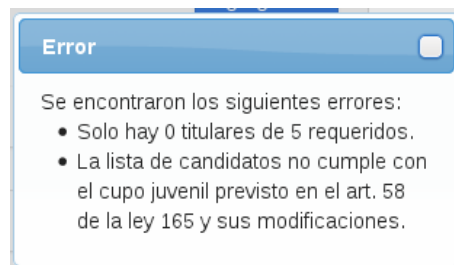 Error
Se encontraron los siguientes errores:
• Solo hay 0 titulares de 5 requeridos.
• La lista de candidatos no cumple con
el cupo juvenil previsto en el art. 58
de la ley 165 y sus modificaciones.